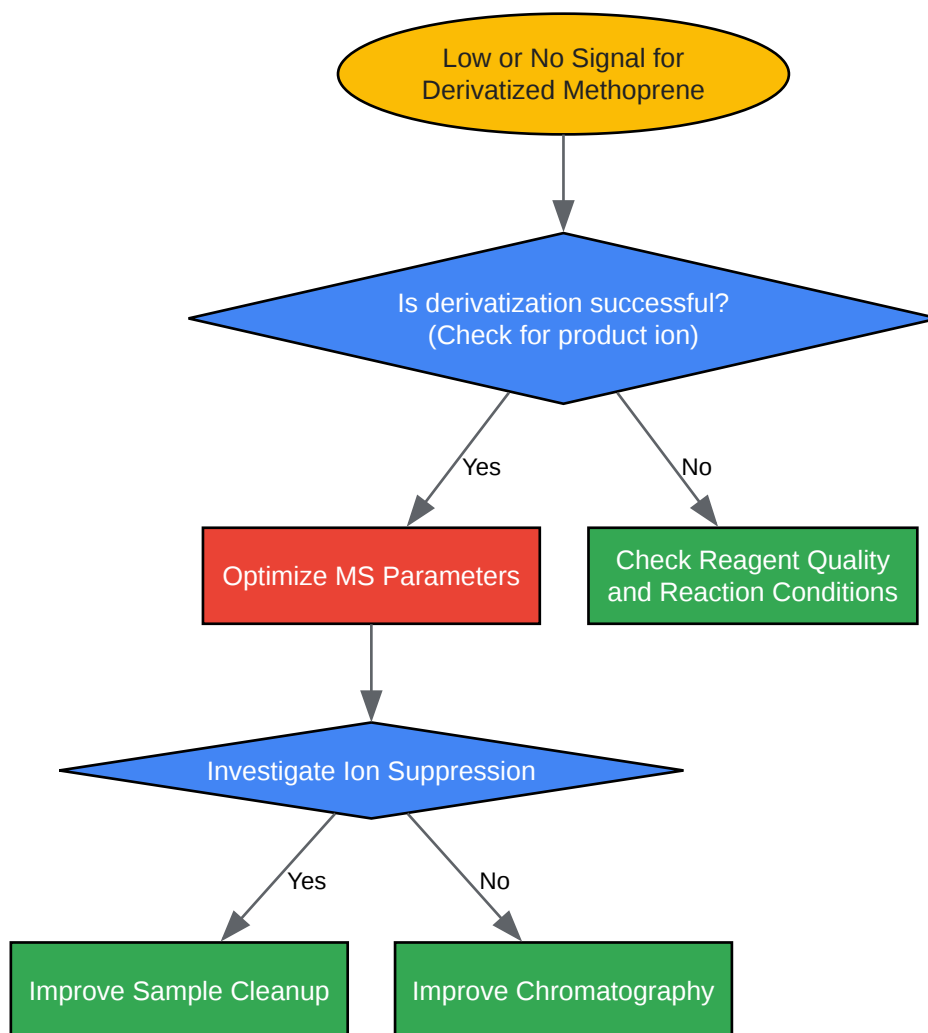 Low or No Signal for
Derivatized Methoprene
Is derivatization successful?
(Check for product ion)
Yes
No
Optimize MS Parameters
Check Reagent Quality
and Reaction Conditions
Investigate Ion Suppression
Yes
No
Improve Sample Cleanup
Improve Chromatography